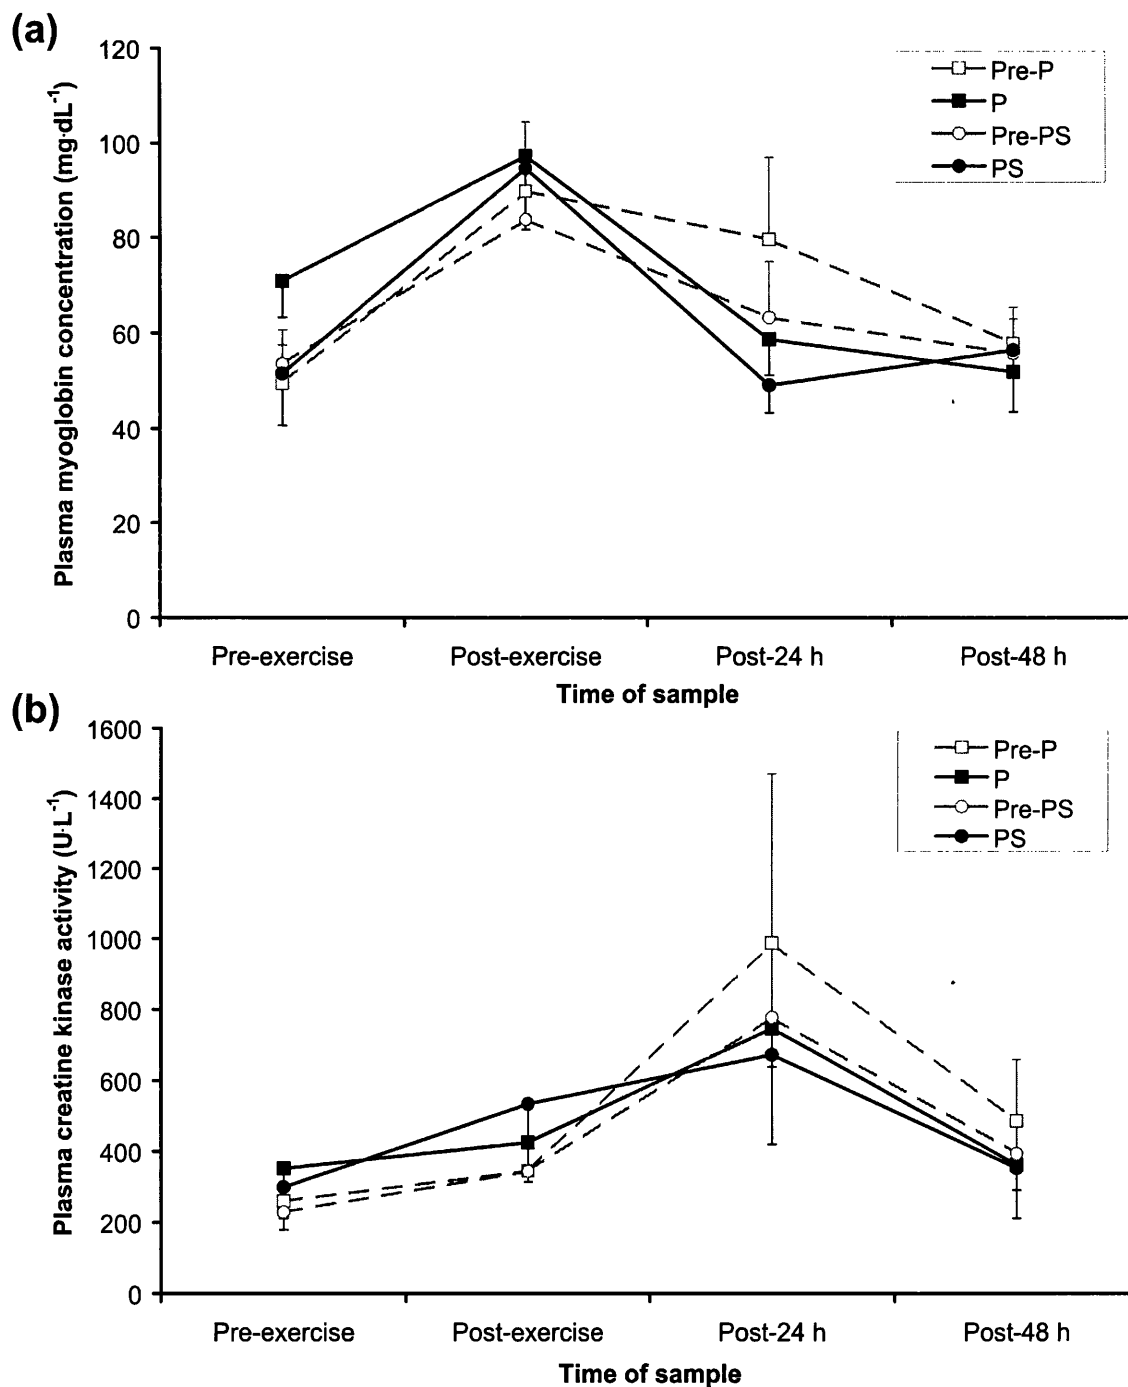 (a)
Plasma myoglobin concentration (mg·dL⁻¹)
120
100
80
60
40
20
0
Pre-P
P
Pre-PS
PS
Pre-exercise Post-exercise Post-24 h Post-48 h
Time of sample
(b)
Plasma creatine kinase activity (U·L⁻¹)
1600
1400
1200
1000
800
600
400
200
0
Pre-P
P
Pre-PS
PS
Pre-exercise Post-exercise Post-24 h Post-48 h
Time of sample